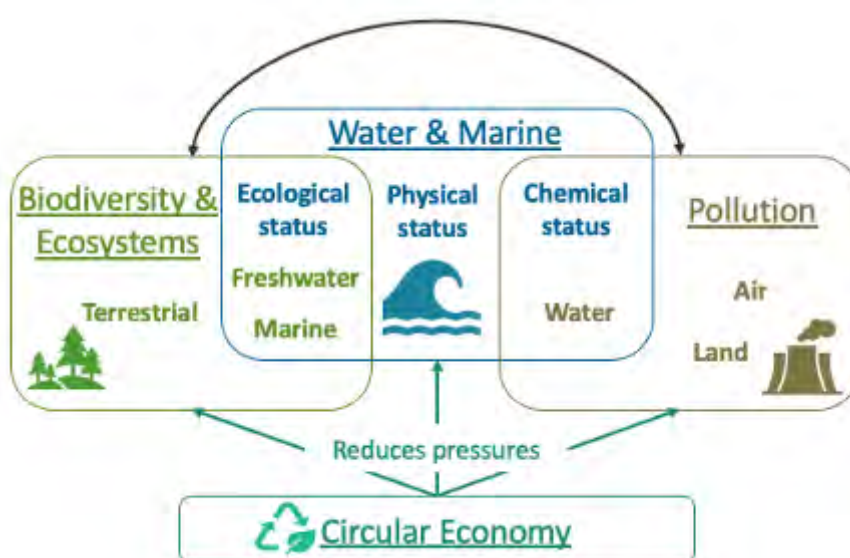 Water & Marine
Biodiversity &
Ecosystems
Ecological
status
Physical
status
Chemical
status
Pollution
Freshwater
Marine
Terrestrial
Water
Air
Land
Reduces pressures
Circular Economy